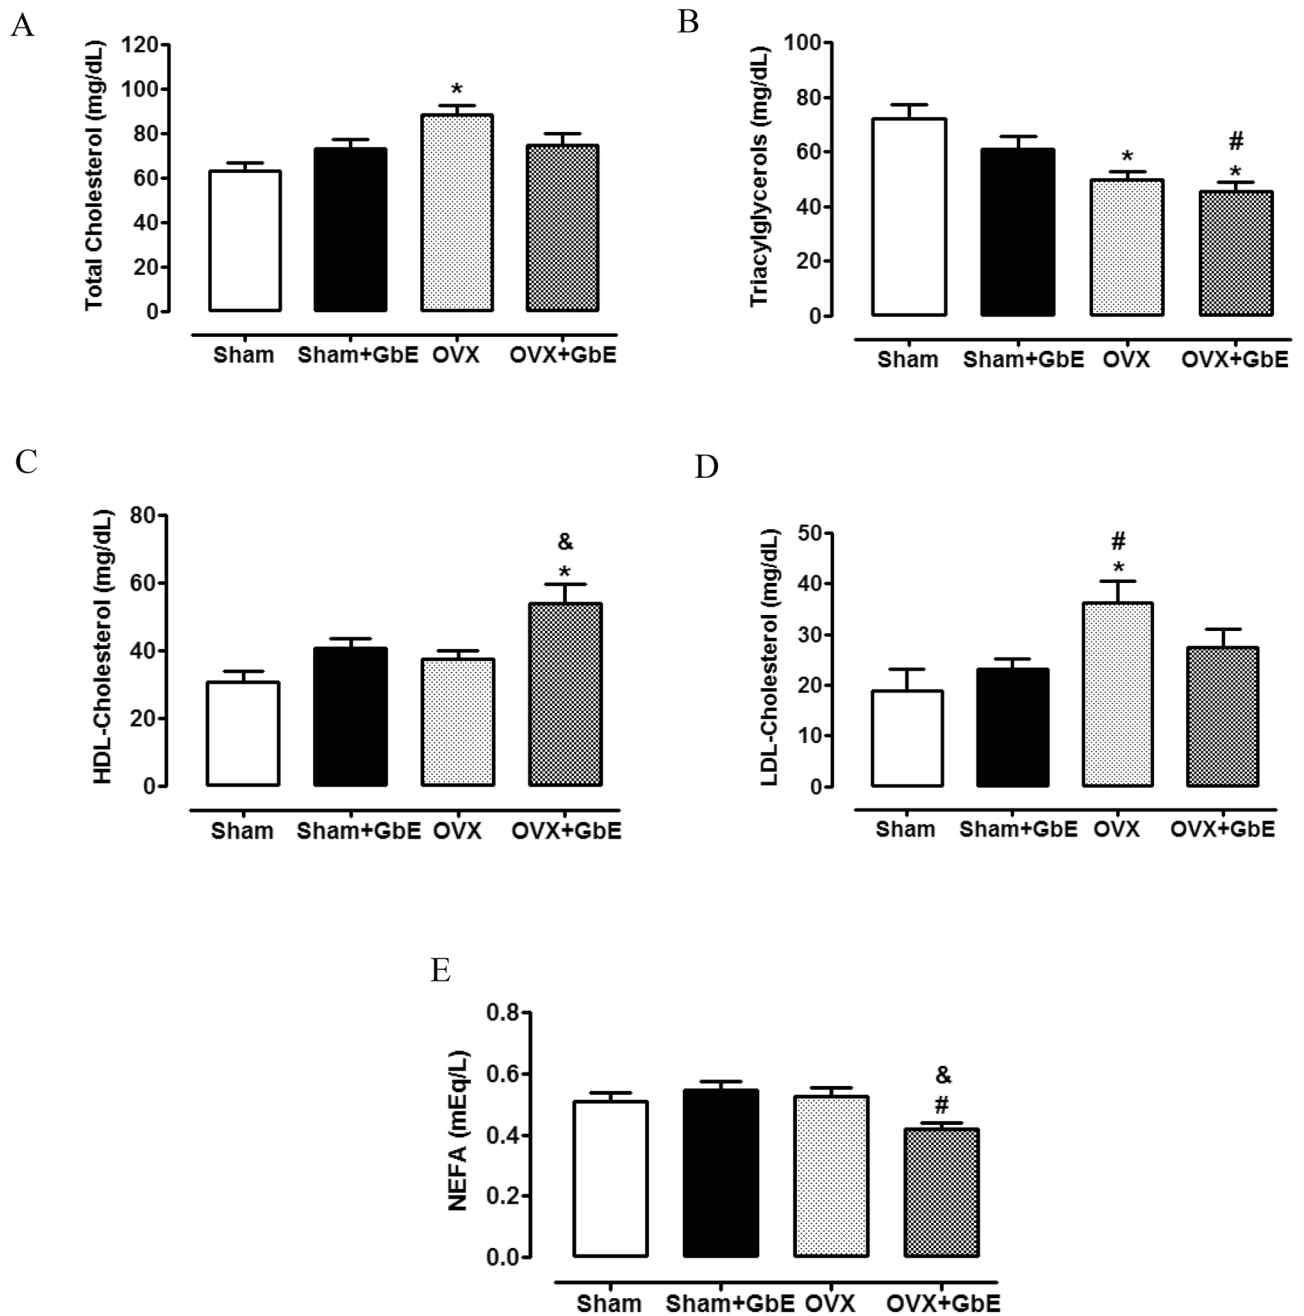 A
Total Cholesterol (mg/dL)
120
100
80
60
40
20
0
*
Sham Sham+GbE OVX OVX+GbE
B
Triacylglycerols (mg/dL)
100
80
60
40
20
0
*
#
*
Sham Sham+GbE OVX OVX+GbE
C
HDL-Cholesterol (mg/dL)
80
60
40
20
0
&
*
Sham Sham+GbE OVX OVX+GbE
D
LDL-Cholesterol (mg/dL)
50
40
30
20
10
0
#
*
Sham Sham+GbE OVX OVX+GbE
E
NEFA (mEq/L)
0.8
0.6
0.4
0.2
0.0
&
#
Sham Sham+GbE OVX OVX+GbE